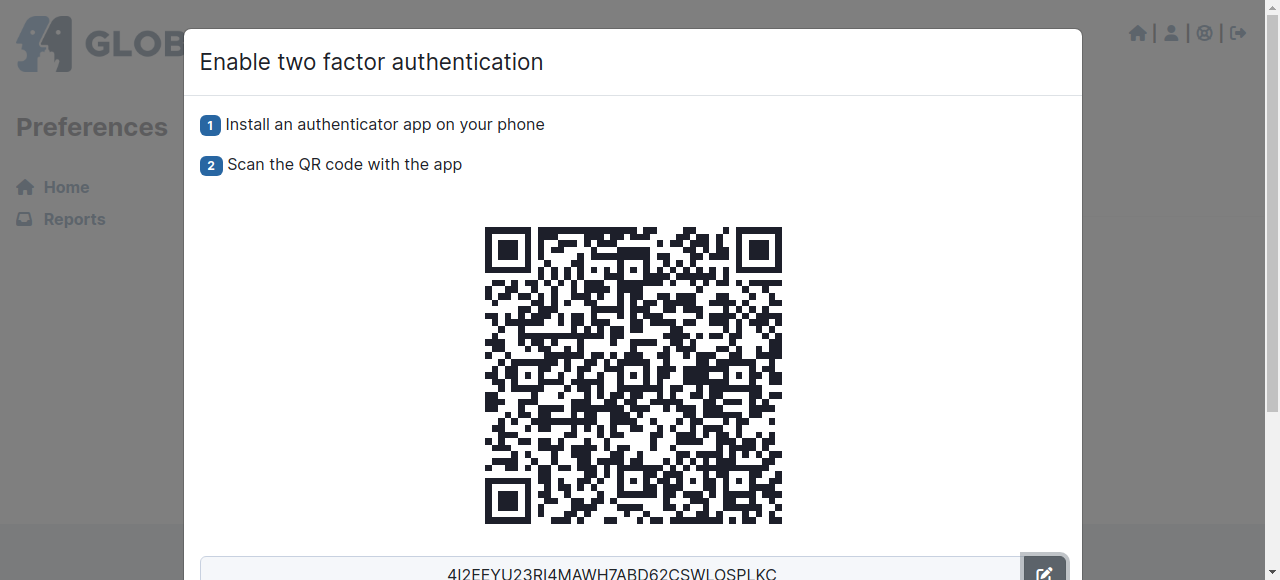 GLOB
Enable two factor authentication
1 Install an authenticator app on your phone
2 Scan the QR code with the app
Preferences
Home
Reports
4I2EEYU23RI4MAWH7ABD62CSWLOSPLKC